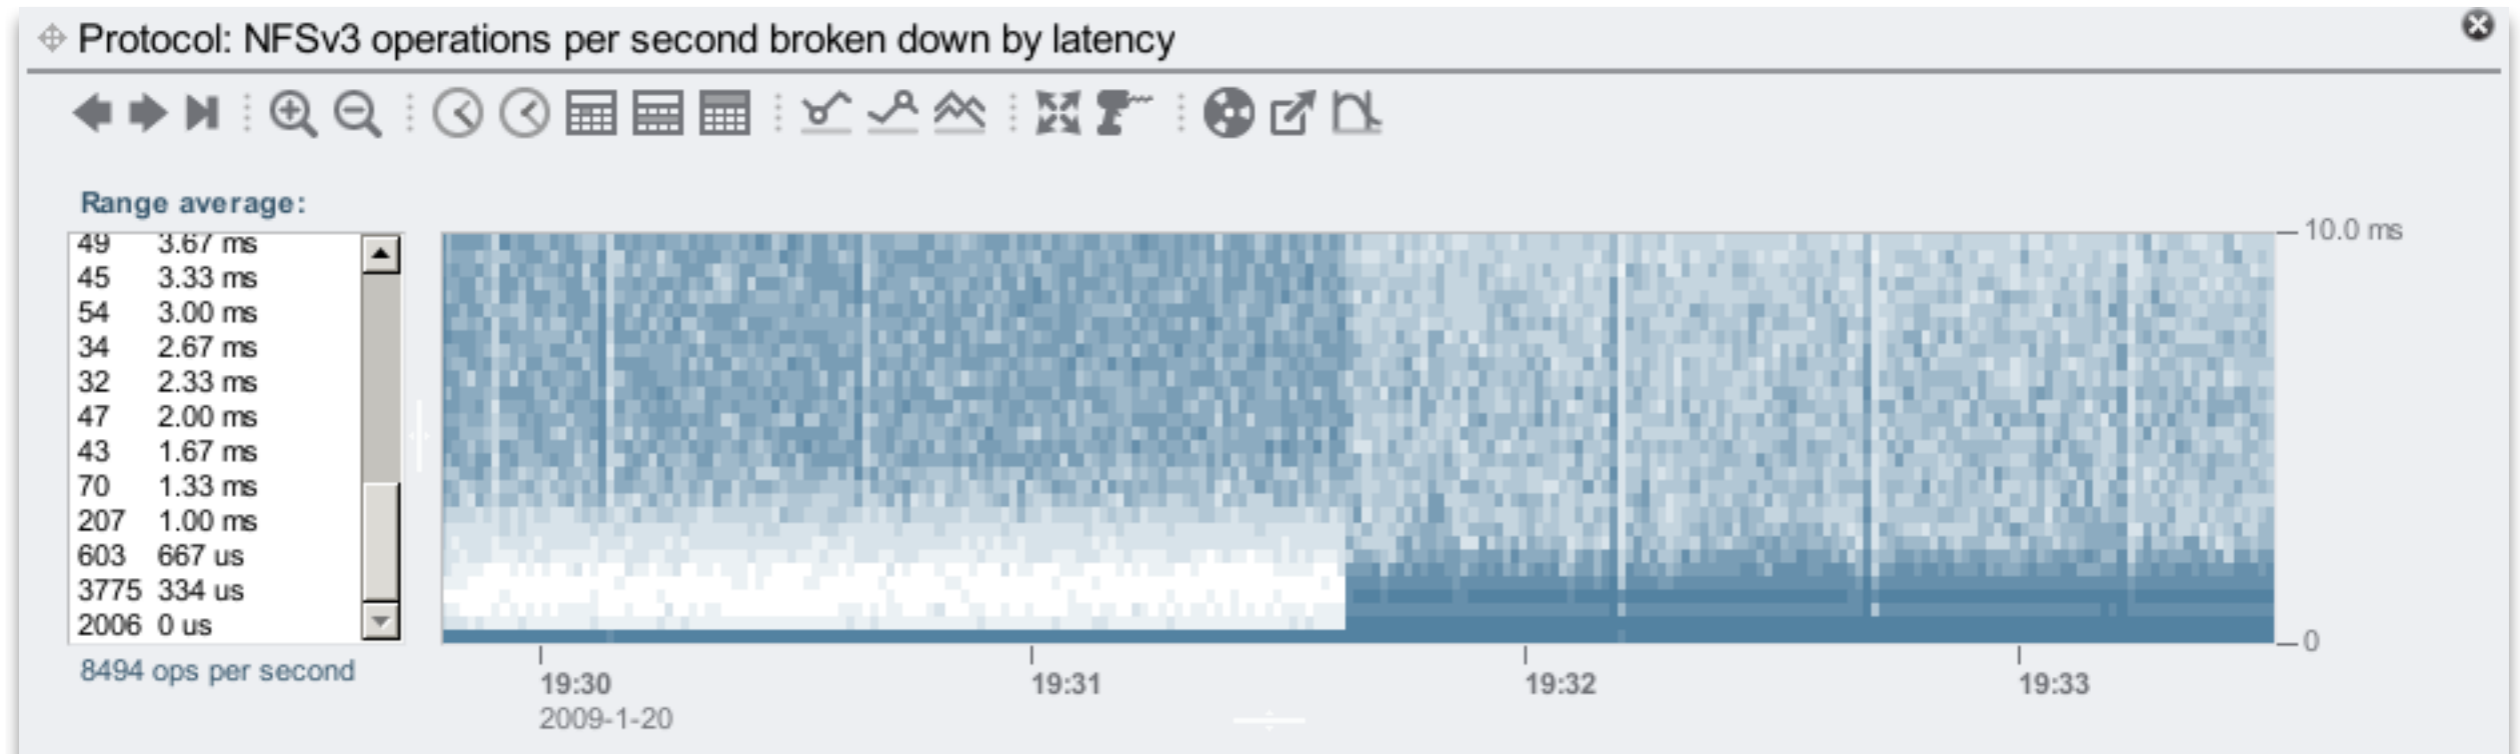 Protocol: NFSv3 operations per second broken down by latency
Range average:
49 3.67 ms
45 3.33 ms
54 3.00 ms
34 2.67 ms
32 2.33 ms
47 2.00 ms
43 1.67 ms
70 1.33 ms
207 1.00 ms
603 667 us
3775 334 us
2006 0 us
8494 ops per second
10.0 ms
0
19:30 19:31 19:32 19:33
2009-1-20